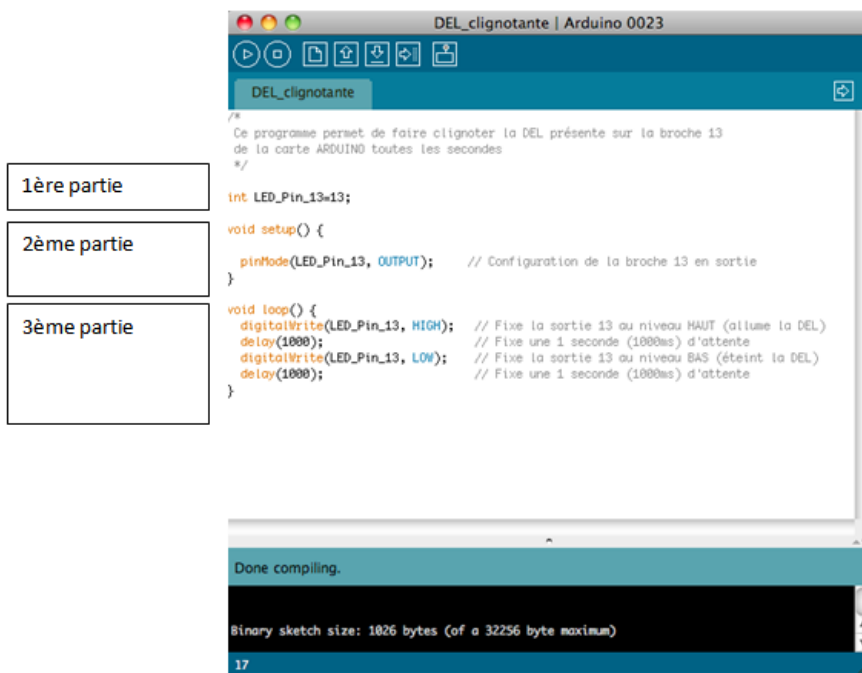 DEL_clignotante | Arduino 0023
DEL_clignotante
/*
Ce programme permet de faire clignoter la DEL présente sur la broche 13
de la carte ARDUINO toutes les secondes
*/
1ère partie
int LED_Pin_13=13;
2ème partie
void setup() {
pinMode(LED_Pin_13, OUTPUT); // Configuration de la broche 13 en sortie
}
3ème partie
void loop() {
digitalWrite(LED_Pin_13, HIGH); // Fixe la sortie 13 au niveau HAUT (allume la DEL)
delay(1000); // Fixe une 1 seconde (1000ms) d'attente
digitalWrite(LED_Pin_13, LOW); // Fixe la sortie 13 au niveau BAS (éteint la DEL)
delay(1000); // Fixe une 1 seconde (1000ms) d'attente
}
Done compiling.
Binary sketch size: 1026 bytes (of a 32256 byte maximum)
17